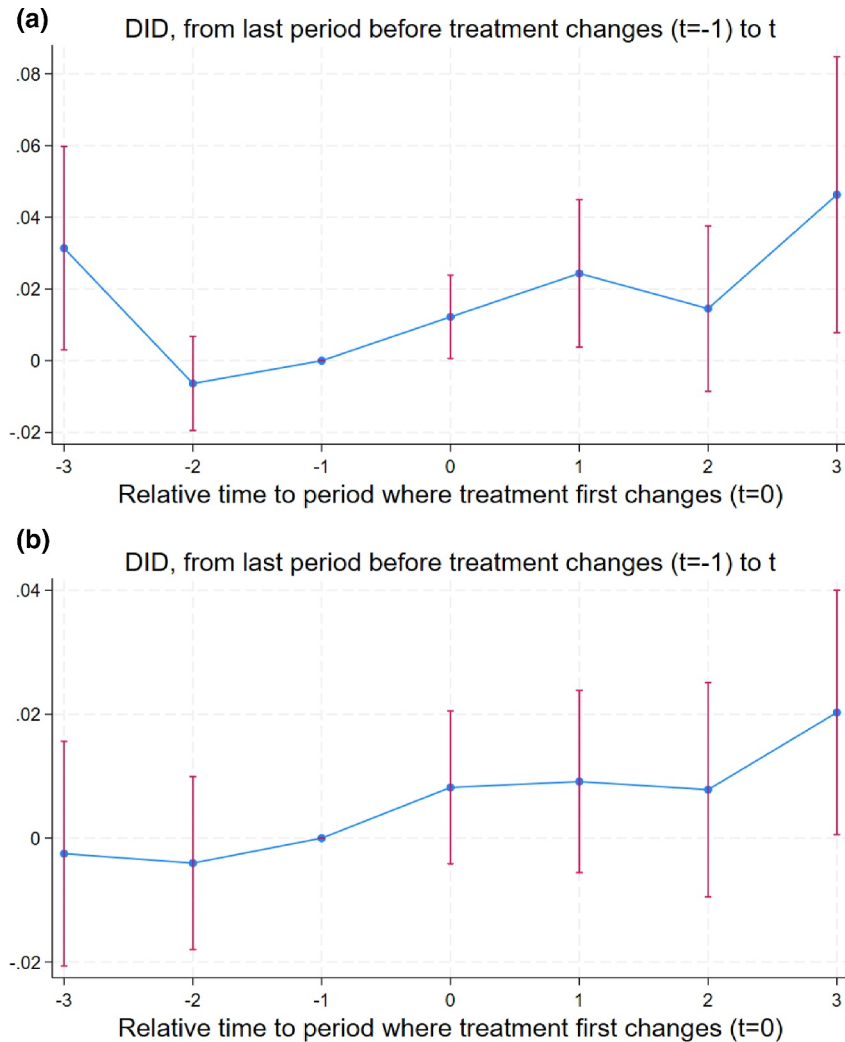 (a)
DID, from last period before treatment changes (t=-1) to t
.08
.06
.04
.02
0
-.02
-3 -2 -1 0 1 2 3
Relative time to period where treatment first changes (t=0)
(b)
DID, from last period before treatment changes (t=-1) to t
.04
.02
0
-.02
-3 -2 -1 0 1 2 3
Relative time to period where treatment first changes (t=0)